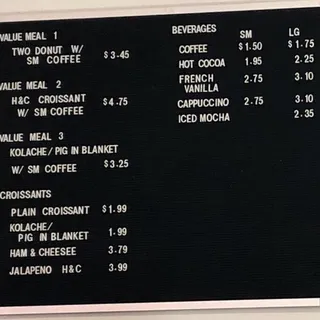 VALUE MEAL 1
TWO DONUT W/
SM COFFEE $3.45
VALUE MEAL 2
H&C CROISSANT $4.75
W/ SM COFFEE
VALUE MEAL 3
KOLACHE/ PIG IN BLANKET
W/ SM COFFEE $3.25
CROISSANTS
PLAIN CROISSANT $1.99
KOLACHE/
PIG IN BLANKET 1.99
HAM & CHEESEE 3.79
JALAPENO H&C 3.99
BEVERAGES SM LG
COFFEE $1.50 $1.75
HOT COCOA 1.95 2.25
FRENCH 2.75 3.10
VANILLA
CAPPUCCINO 2.75 3.10
ICED MOCHA 2.35